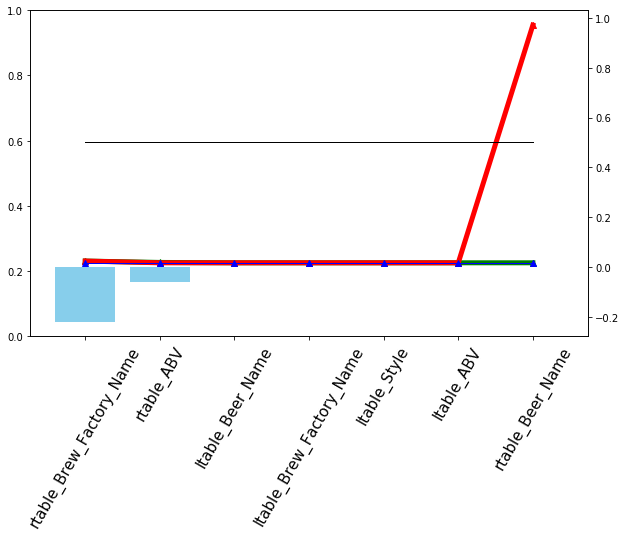 1.0
0.8
0.6
0.4
0.2
0.0
1.0
0.8
0.6
0.4
0.2
0.0
−0.2
rtable_Brew_Factory_Name
rtable_ABV
ltable_Beer_Name
ltable_Brew_Factory_Name
ltable_Style
ltable_ABV
rtable_Beer_Name